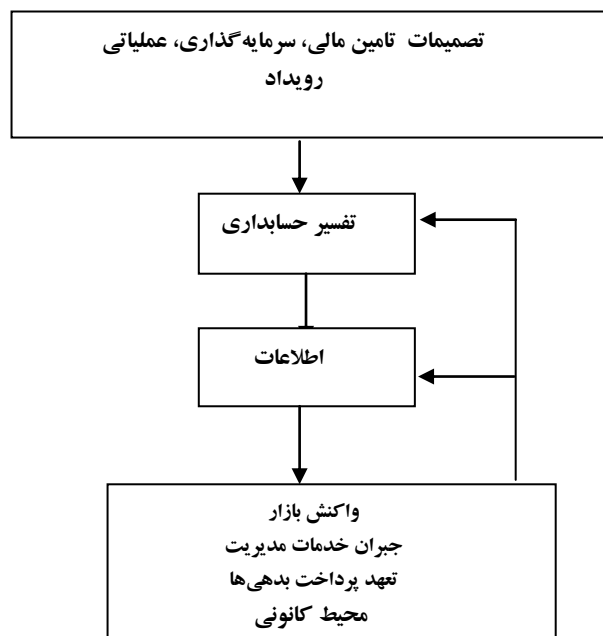 تصمیمات تامین مالی، سرمایه‌گذاری، عملیاتی
رویداد
تفسیر حسابداری
اطلاعات
واکنش بازار
جبران خدمات مدیریت
تعهد پرداخت بدهی‌ها
محیط کانونی